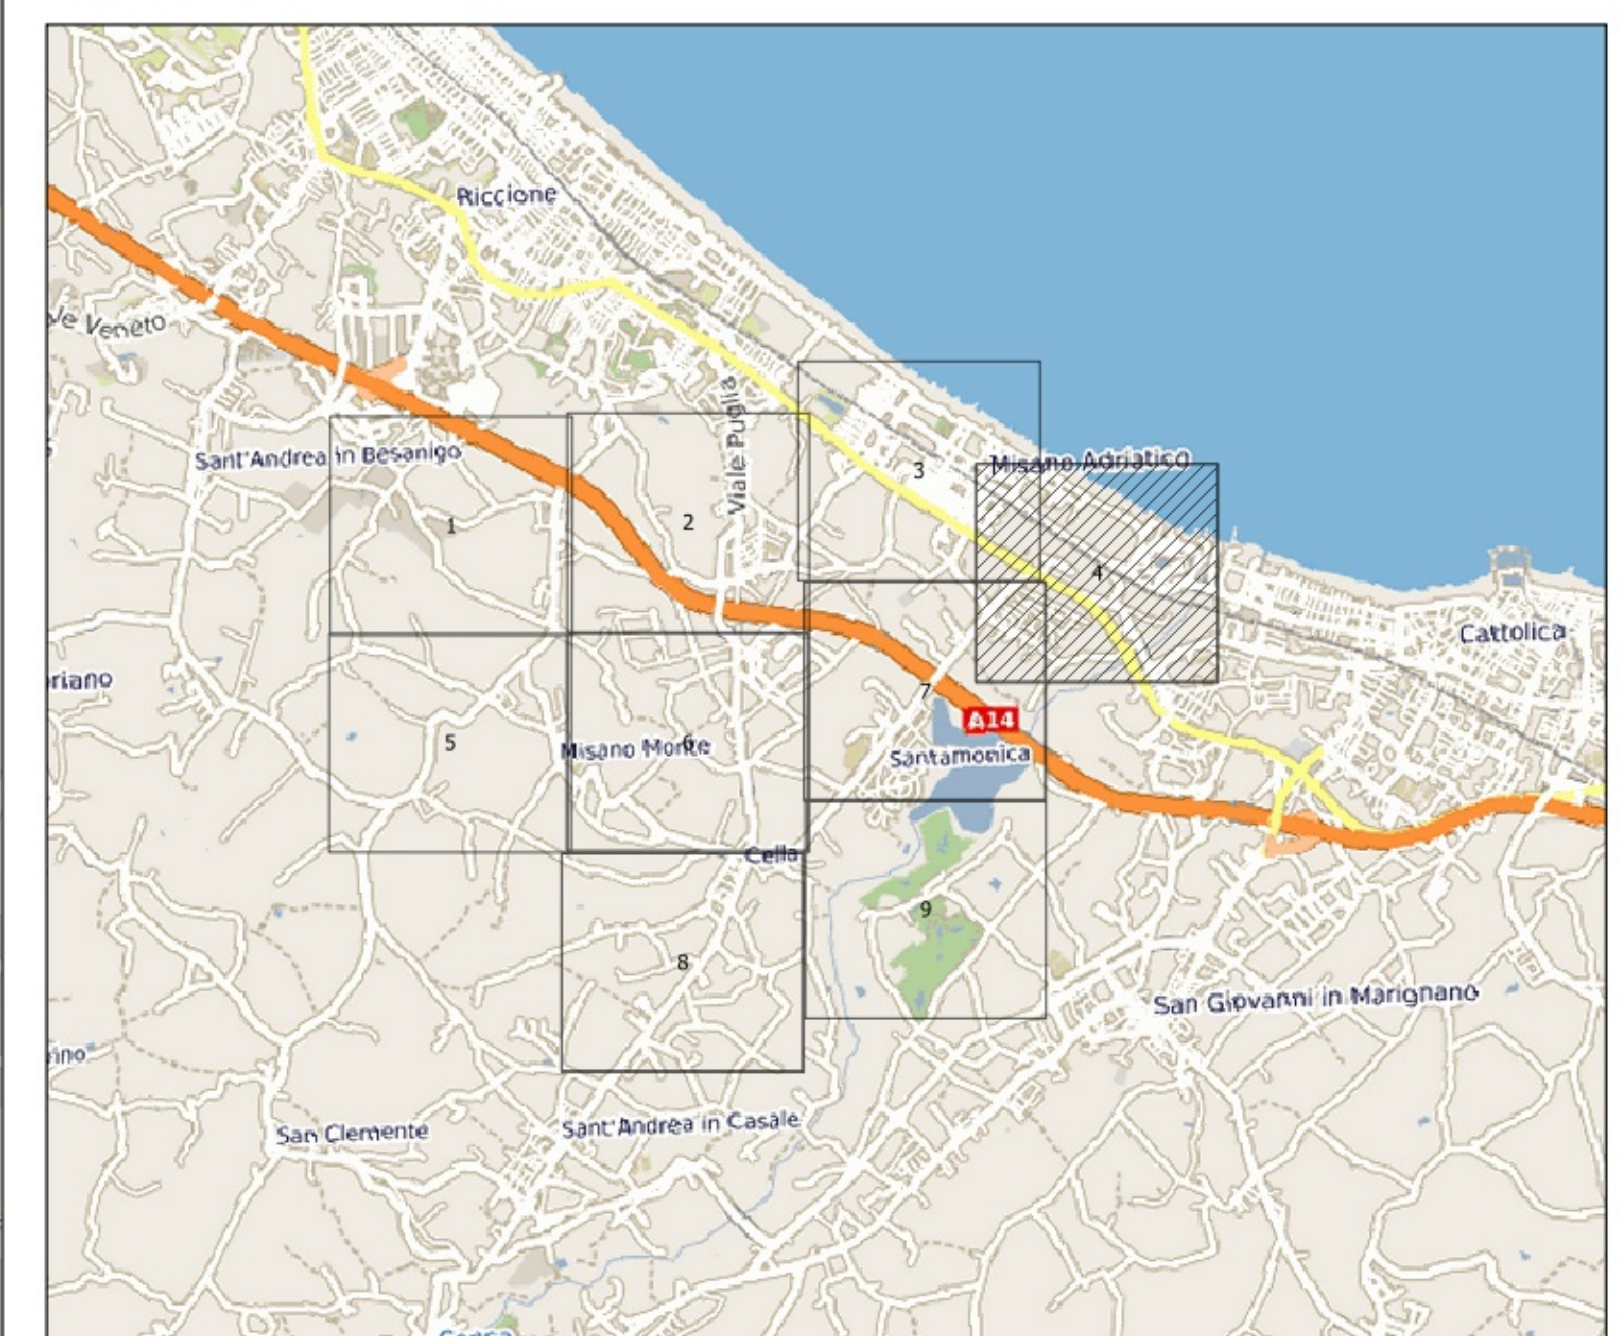 Riccione
Viale Puglia
Sant'Andrea in Besanigo
Misano Adriatico
3
1
2
4
Cattolica
riano
7
A14
5
Misano Monte
6
Santamonica
Cella
9
8
San Giovanni in Marignano
San Clemente
Sant'Andrea in Casale